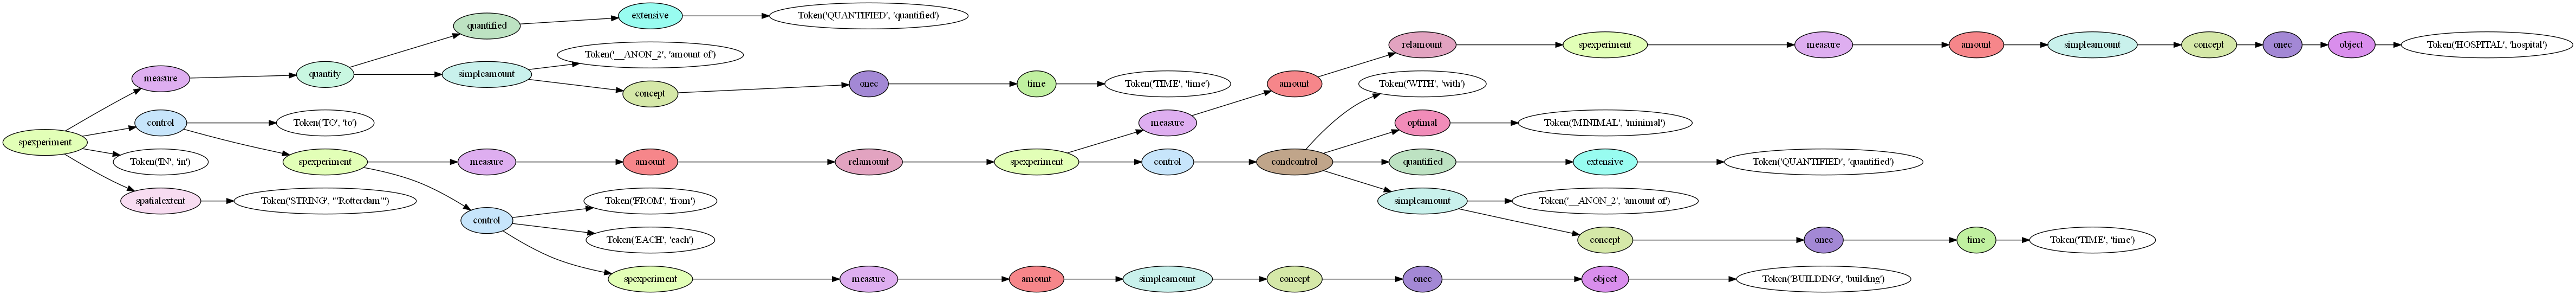 spexperiment
measure
quantity
quantified
extensive
Token('QUANTIFIED', 'quantified')
simpleamount
Token('__ANON_2', 'amount of')
concept
onec
time
Token('TIME', 'time')
control
Token('TO', 'to')
spexperiment
measure
amount
relamount
spexperiment
measure
amount
relamount
spexperiment
measure
amount
simpleamount
concept
onec
object
Token('HOSPITAL', 'hospital')
control
condcontrol
Token('WITH', 'with')
optimal
Token('MINIMAL', 'minimal')
quantified
extensive
Token('QUANTIFIED', 'quantified')
simpleamount
Token('__ANON_2', 'amount of')
concept
onec
time
Token('TIME', 'time')
control
Token('FROM', 'from')
Token('EACH', 'each')
spexperiment
measure
amount
simpleamount
concept
onec
object
Token('BUILDING', 'building')
Token('IN', 'in')
spatialextent
Token('STRING', '"Rotterdam"')